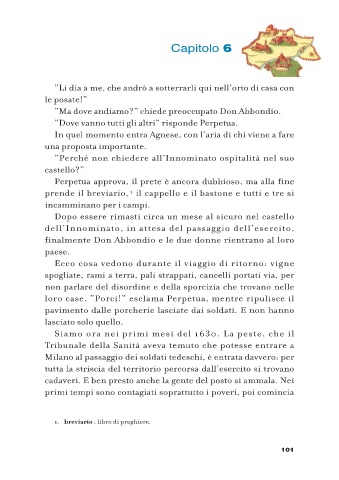 Capitolo 6
"Li dia a me, che andrò a sotterrarli qui nell'orto di casa con
le posate!"
"Ma dove andiamo?" chiede preoccupato Don Abbondio.
"Dove vanno tutti gli altri" risponde Perpetua.
In quel momento entra Agnese, con l'aria di chi viene a fare
una proposta importante.
"Perché non chiedere all'Innominato ospitalità nel suo
castello?"
Perpetua approva, il prete è ancora dubbioso, ma alla fine
prende il breviario,¹ il cappello e il bastone e tutti e tre si
incamminano per i campi.
Dopo essere rimasti circa un mese al sicuro nel castello
dell'Innominato, in attesa del passaggio dell'esercito,
finalmente Don Abbondio e le due donne rientrano al loro
paese.
Ecco cosa vedono durante il viaggio di ritorno: vigne
spogliate, rami a terra, pali strappati, cancelli portati via, per
non parlare del disordine e della sporcizia che trovano nelle
loro case. "Porci!" esclama Perpetua, mentre ripulisce il
pavimento dalle porcherie lasciate dai soldati. E non hanno
lasciato solo quello.
Siamo ora nei primi mesi del 1630. La peste, che il
Tribunale della Sanità aveva temuto che potesse entrare a
Milano al passaggio dei soldati tedeschi, è entrata davvero: per
tutta la striscia del territorio percorsa dall'esercito si trovano
cadaveri. E ben presto anche la gente del posto si ammala. Nei
primi tempi sono contagiati soprattutto i poveri, poi comincia
1. breviario : libro di preghiere.
101